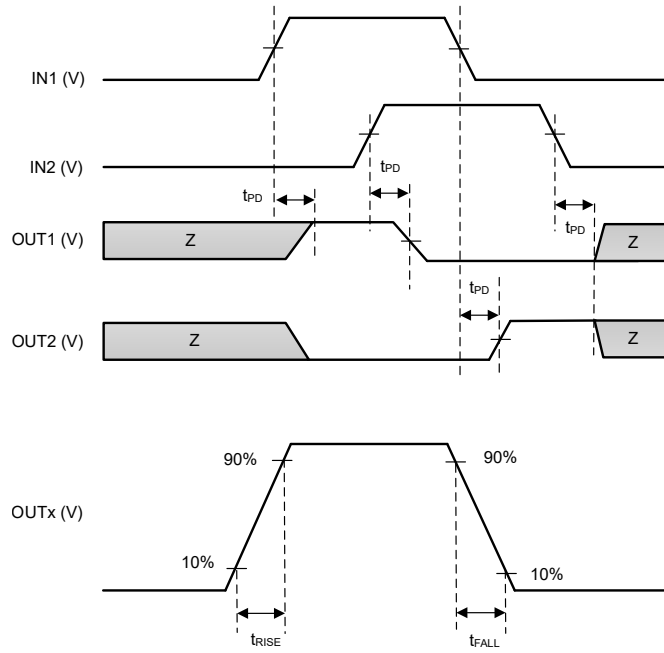 IN1 (V)
IN2 (V)
tPD
tPD
tPD
OUT1 (V)
Z
Z
tPD
OUT2 (V)
Z
Z
90%
90%
OUTx (V)
10%
10%
tRISE
tFALL